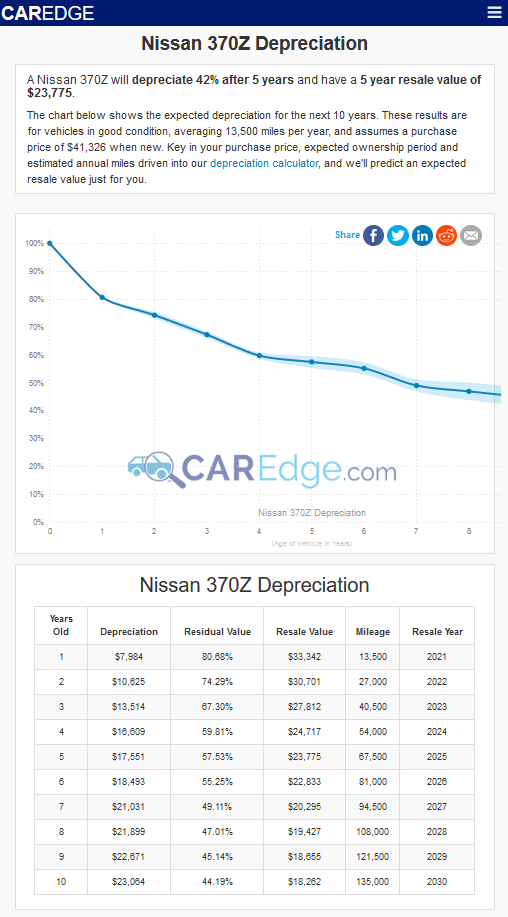 CAREDGE
Nissan 370Z Depreciation
A Nissan 370Z will depreciate 42% after 5 years and have a 5 year resale value of
$23,775.
The chart below shows the expected depreciation for the next 10 years. These results are
for vehicles in good condition, averaging 13,500 miles per year, and assumes a purchase
price of $41,326 when new. Key in your purchase price, expected ownership period and
estimated annual miles driven into our depreciation calculator, and we'll predict an expected
resale value just for you.
Share
100%
90%
80%
70%
60%
50%
40%
30%
20%
10%
0%
CAREdge.com
Nissan 370Z Depreciation
0 1 2 3 4 5 6 7 8
(Age of Vehicle in Years)
Nissan 370Z Depreciation
Years
Old Depreciation Residual Value Resale Value Mileage Resale Year
1 $7,984 80.68% $33,342 13,500 2021
2 $10,625 74.29% $30,701 27,000 2022
3 $13,514 67.30% $27,812 40,500 2023
4 $16,609 59.81% $24,717 54,000 2024
5 $17,551 57.53% $23,775 67,500 2025
6 $18,493 55.25% $22,833 81,000 2026
7 $21,031 49.11% $20,295 94,500 2027
8 $21,899 47.01% $19,427 108,000 2028
9 $22,671 45.14% $18,655 121,500 2029
10 $23,064 44.19% $18,262 135,000 2030